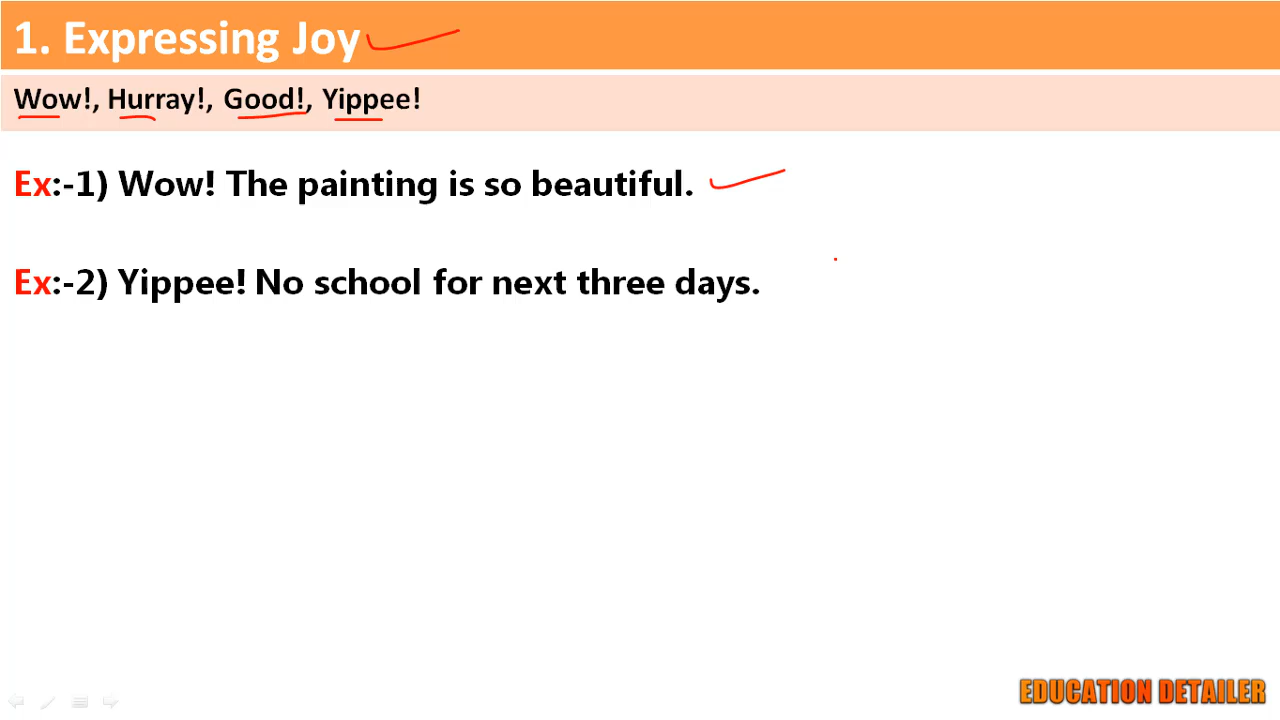 1. Expressing Joy
Wow!, Hurray!, Good!, Yippee!
Ex:-1) Wow! The painting is so beautiful.
Ex:-2) Yippee! No school for next three days.
EDUCATION DETAILER